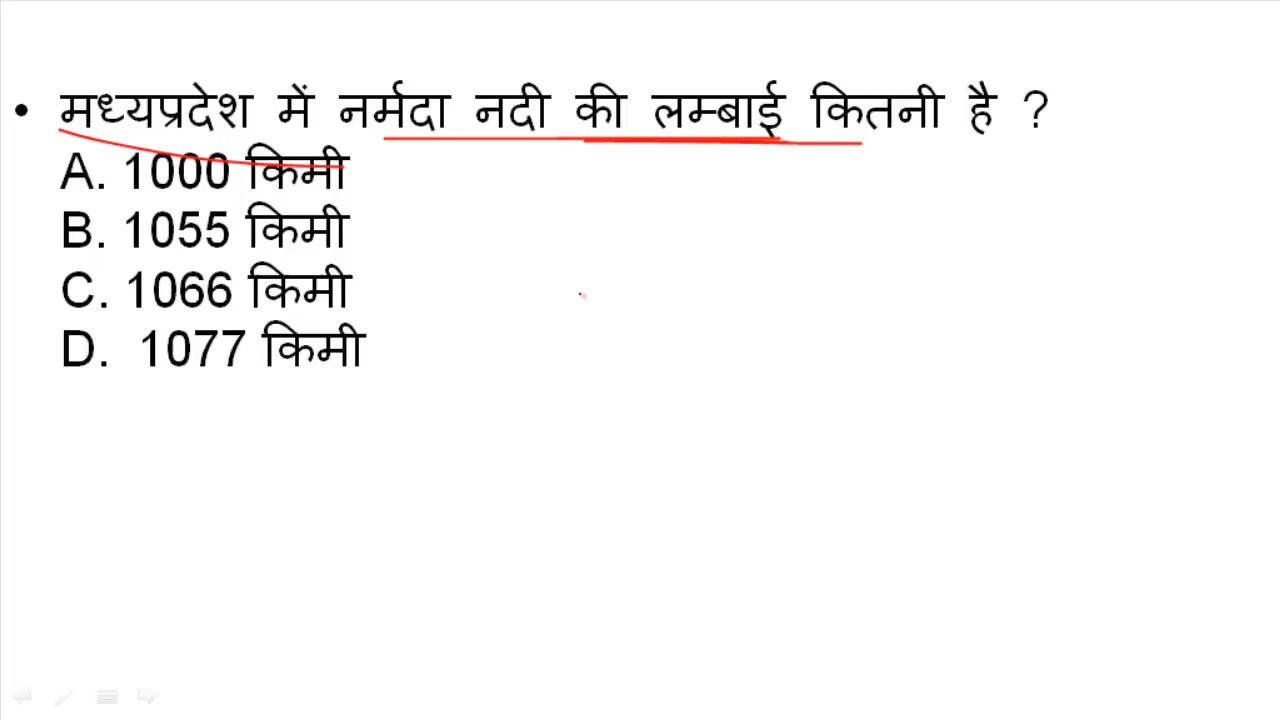 • मध्यप्रदेश में नर्मदा नदी की लम्बाई कितनी है ?
A. 1000 किमी
B. 1055 किमी
C. 1066 किमी
D. 1077 किमी